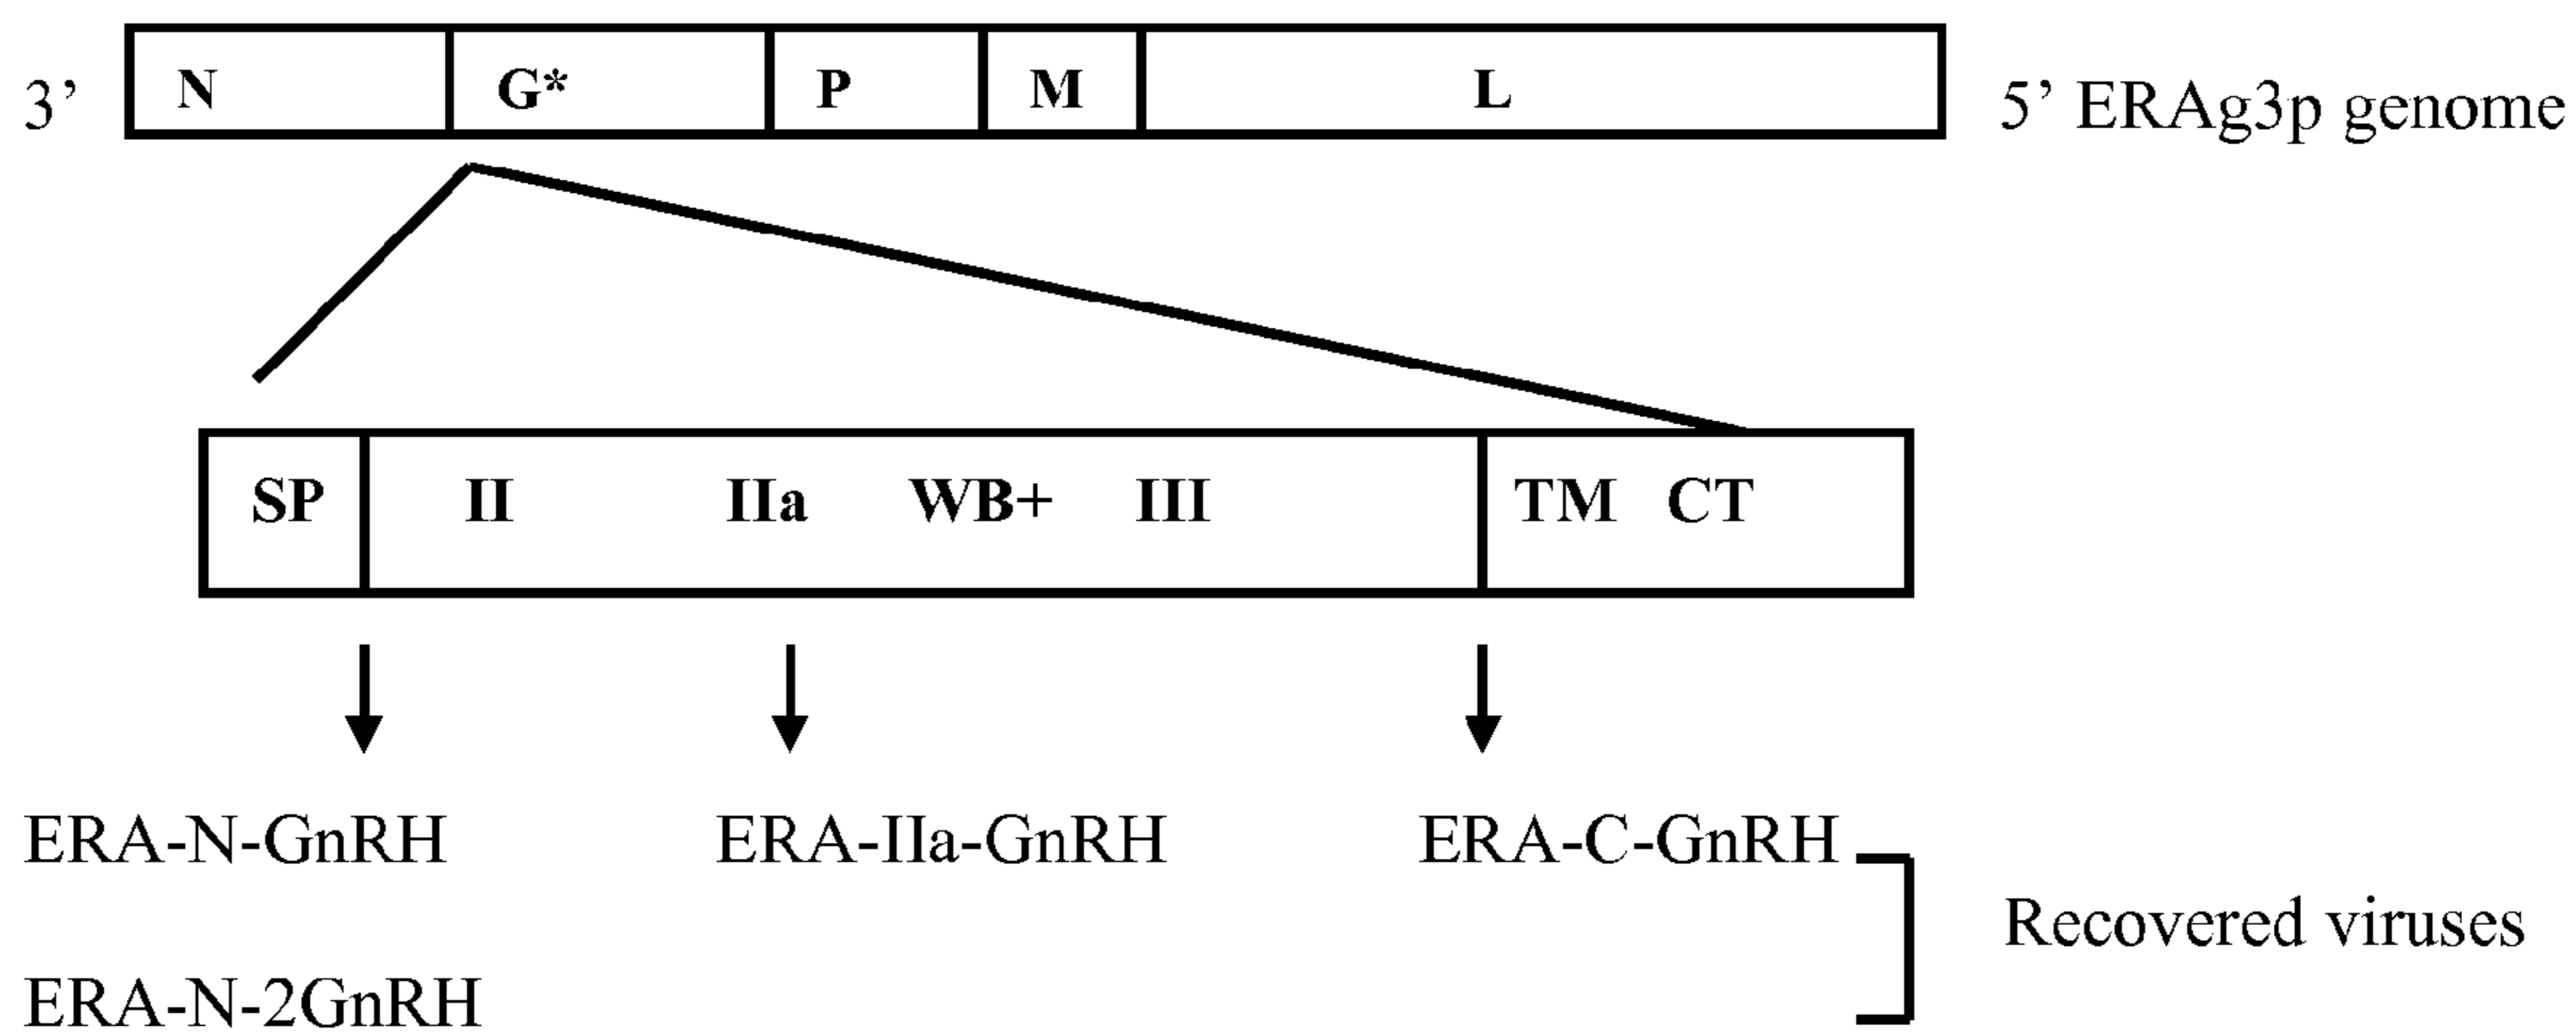 3’ N G* P M L 5’ ERAg3p genome
SP II IIa WB+ III TM CT
ERA-N-GnRH ERA-IIa-GnRH ERA-C-GnRH
Recovered viruses
ERA-N-2GnRH